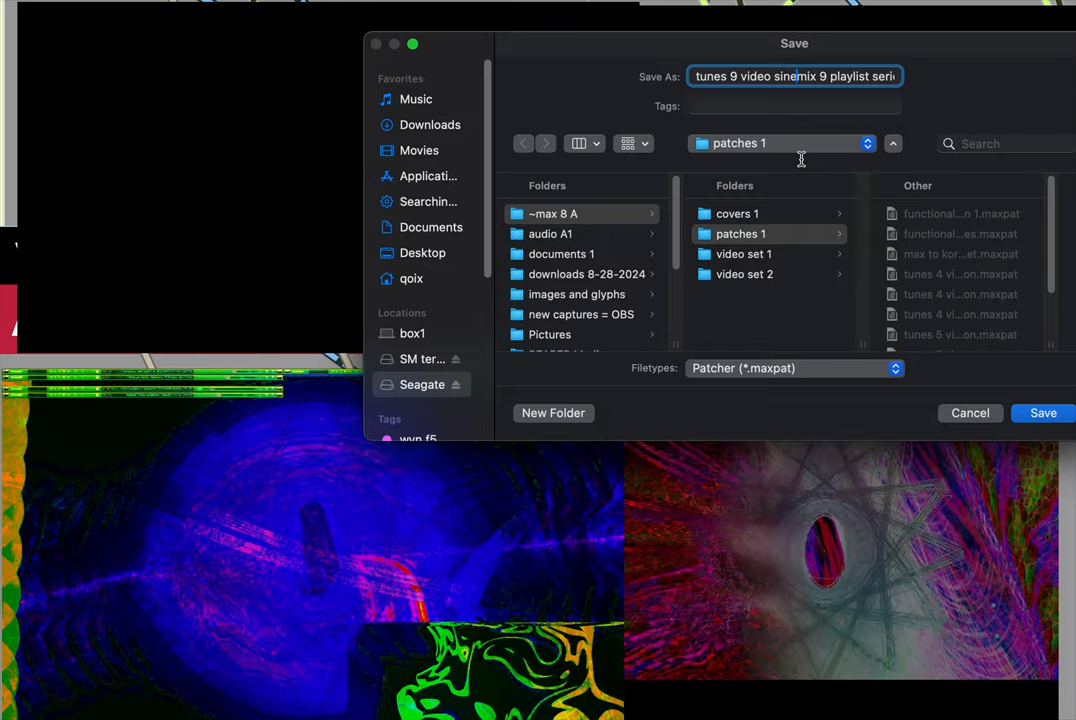 Save
Save As: tunes 9 video sinemix 9 playlist seri
Tags:
patches 1
Search
Favorites
Music
Downloads
Movies
Applicati...
Searchin...
Documents
Desktop
qoix
Locations
box1
SM ter...
Seagate
Tags
wvn f5
Folders
~max 8 A
audio A1
documents 1
downloads 8-28-2024
images and glyphs
new captures = OBS
Pictures
Folders
covers 1
patches 1
video set 1
video set 2
Other
functional...n 1.maxpat
functional...es.maxpat
max to kor...et.maxpat
tunes 4 vi...on.maxpat
tunes 4 vi...on.maxpat
tunes 4 vi...on.maxpat
tunes 5 vi...on.maxpat
Filetypes: Patcher (*.maxpat)
New Folder
Cancel
Save